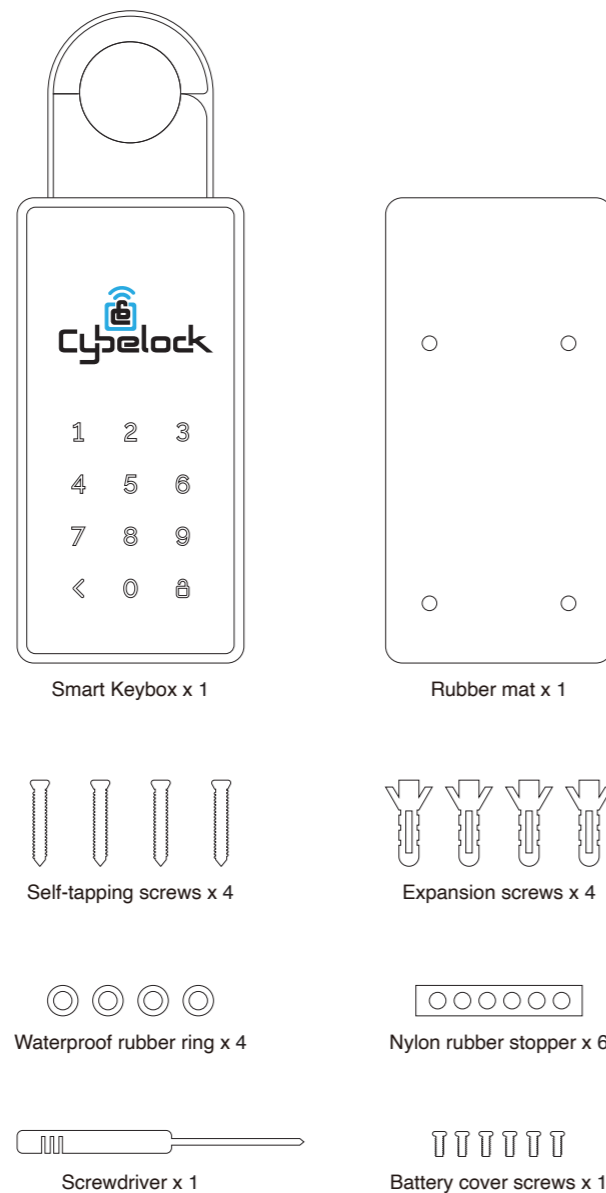 Cybelock
1 2 3
4 5 6
7 8 9
0
Smart Keybox x 1
Rubber mat x 1
Self-tapping screws x 4
Expansion screws x 4
Waterproof rubber ring x 4
Nylon rubber stopper x 6
Screwdriver x 1
Battery cover screws x 1